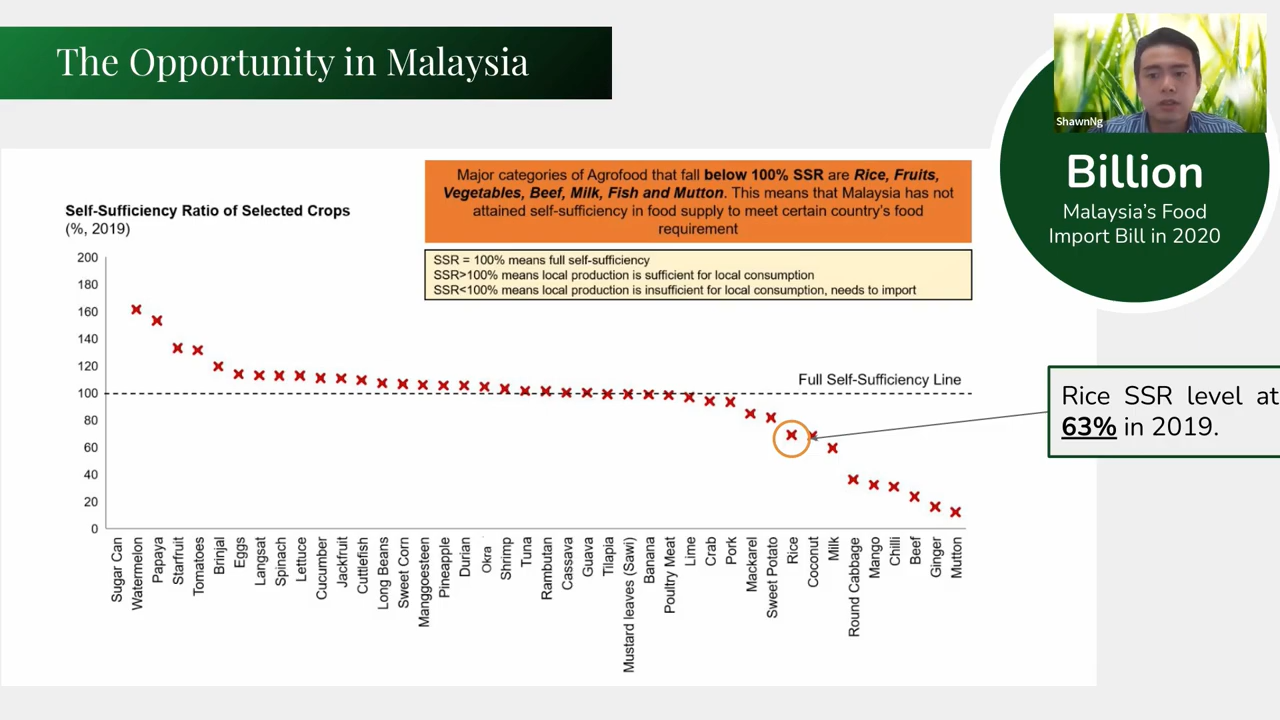 The Opportunity in Malaysia
ShawnNg
Billion
Malaysia's Food
Import Bill in 2020
Major categories of Agrofood that fall below 100% SSR are Rice, Fruits,
Vegetables, Beef, Milk, Fish and Mutton. This means that Malaysia has not
attained self-sufficiency in food supply to meet certain country's food
requirement
Self-Sufficiency Ratio of Selected Crops
(%, 2019)
SSR = 100% means full self-sufficiency
SSR>100% means local production is sufficient for local consumption
SSR<100% means local production is insufficient for local consumption, needs to import
200
180
160
140
120
100
80
60
40
20
0
Full Self-Sufficiency Line
Rice SSR level at
63% in 2019.
Sugar Can
Watermelon
Papaya
Starfruit
Tomatoes
Brinjal
Eggs
Langsat
Spinach
Lettuce
Cucumber
Jackfruit
Cuttlefish
Long Beans
Sweet Corn
Manggoesteen
Pineapple
Durian
Okra
Shrimp
Tuna
Rambutan
Cassava
Guava
Tilapia
Mustard leaves (Sawi)
Banana
Poultry Meat
Lime
Crab
Pork
Mackarel
Sweet Potato
Rice
Coconut
Milk
Round Cabbage
Mango
Chilli
Beef
Ginger
Mutton